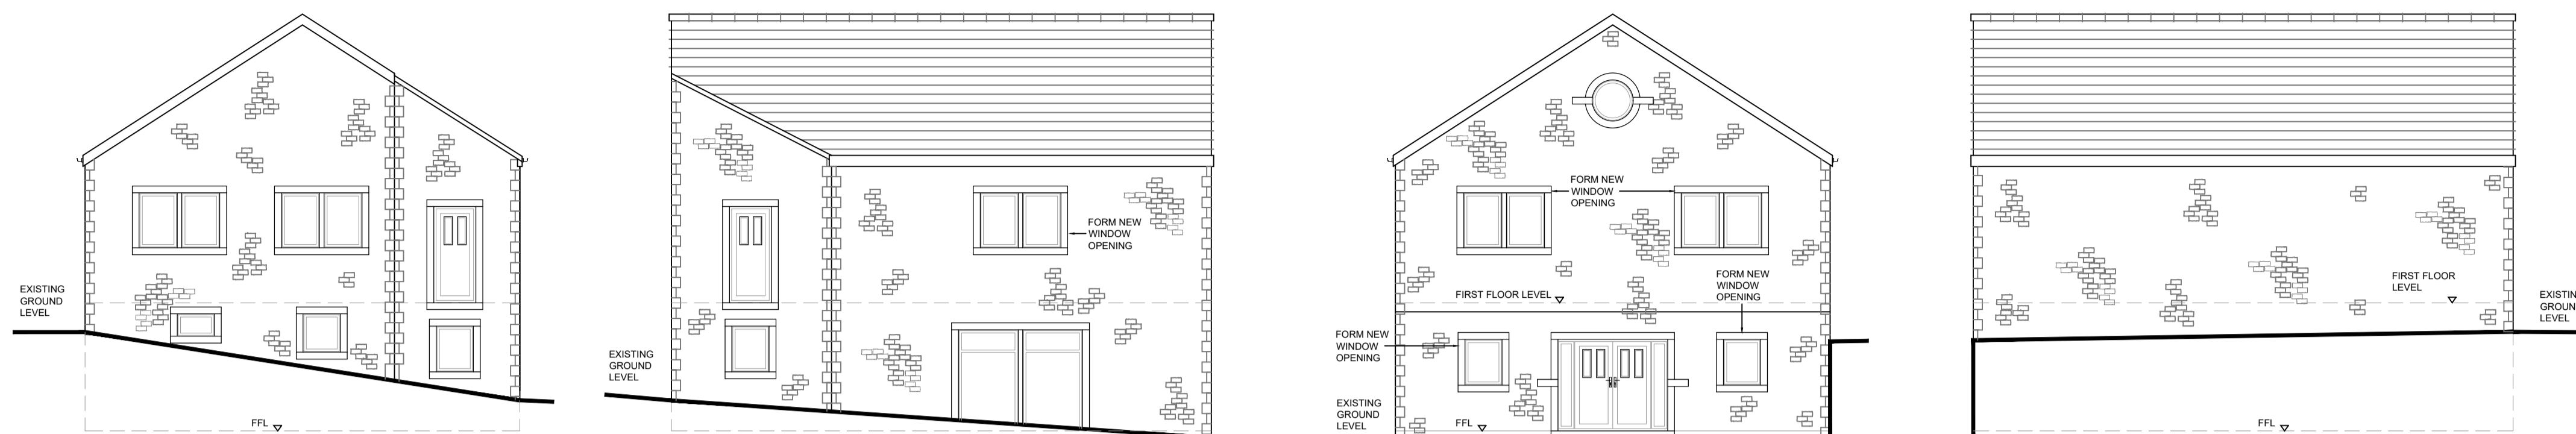 EXISTING
GROUND
LEVEL
FFL
EXISTING
GROUND
LEVEL
FORM NEW
WINDOW
OPENING
FORM NEW
WINDOW
OPENING
FIRST FLOOR LEVEL
FORM NEW
WINDOW
OPENING
FORM NEW
WINDOW
OPENING
EXISTING
GROUND
LEVEL
FFL
FIRST FLOOR
LEVEL
FFL
LEVEL